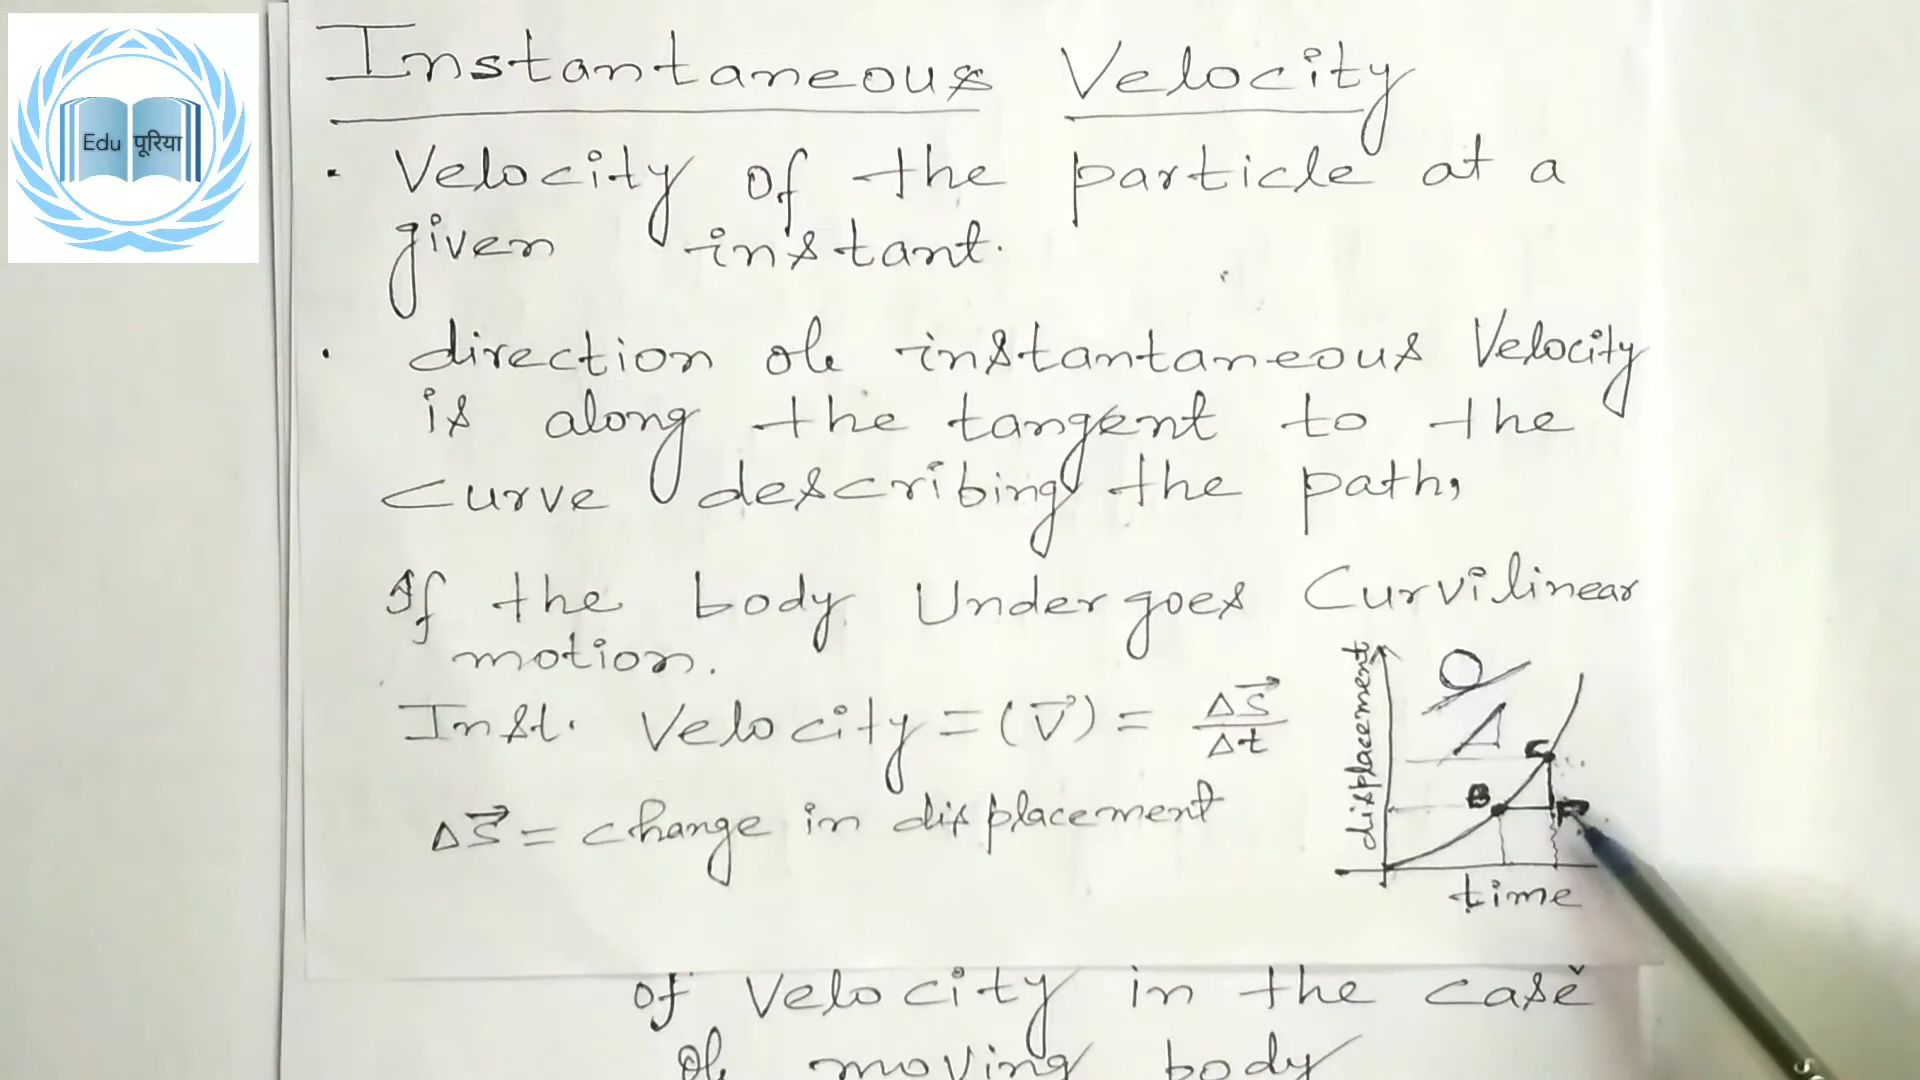 Edu पूरिया
Instantaneous Velocity
. Velocity of the particle at a
given instant.
. direction of instantaneous Velocity
is along the tangent to the
curve describing the path,
If the body Undergoes Curvilinear
motion.
Inst. Velocity = (V⃗) = ΔS⃗/Δt
ΔS⃗ = change in displacement
displacement
C
B
time
of Velocity in the case
of moving body